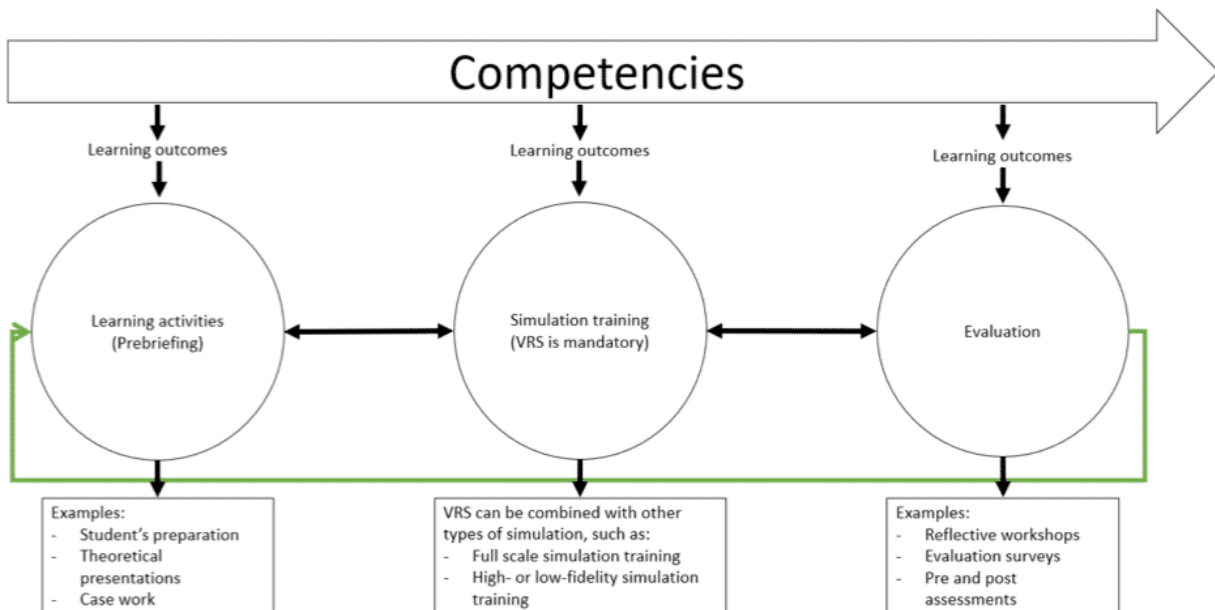 Competencies
Learning outcomes
Learning outcomes
Learning outcomes
Learning activities
(Prebriefing)
Simulation training
(VRS is mandatory)
Evaluation
Examples:
- Student's preparation
- Theoretical
presentations
- Case work
VRS can be combined with other
types of simulation, such as:
- Full scale simulation training
- High- or low-fidelity simulation
training
Examples:
- Reflective workshops
- Evaluation surveys
- Pre and post
assessments